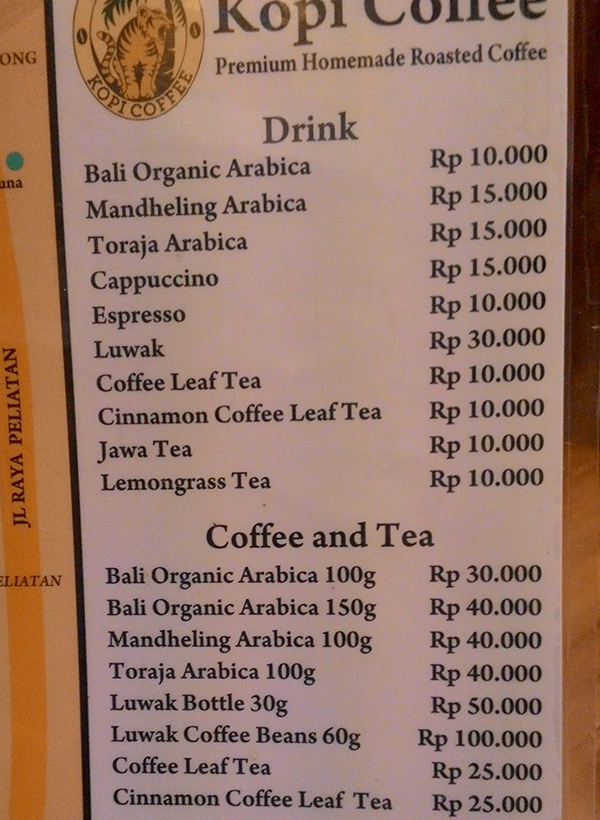 Kopi Coffee
Premium Homemade Roasted Coffee
KOPI COFFEE
Drink
Bali Organic Arabica Rp 10.000
Mandheling Arabica Rp 15.000
Toraja Arabica Rp 15.000
Cappuccino Rp 15.000
Espresso Rp 10.000
Luwak Rp 30.000
Coffee Leaf Tea Rp 10.000
Cinnamon Coffee Leaf Tea Rp 10.000
Jawa Tea Rp 10.000
Lemongrass Tea Rp 10.000
Coffee and Tea
Bali Organic Arabica 100g Rp 30.000
Bali Organic Arabica 150g Rp 40.000
Mandheling Arabica 100g Rp 40.000
Toraja Arabica 100g Rp 40.000
Luwak Bottle 30g Rp 50.000
Luwak Coffee Beans 60g Rp 100.000
Coffee Leaf Tea Rp 25.000
Cinnamon Coffee Leaf Tea Rp 25.000
ONG
una
JL RAYA PELIATAN
ELIATAN